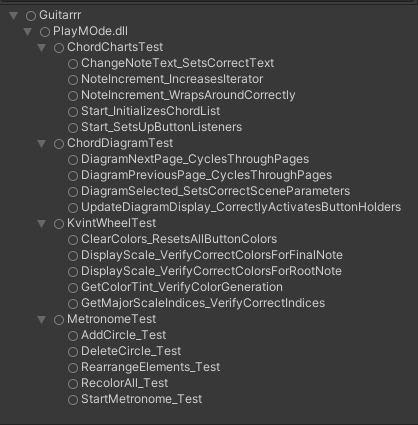 Guitarrr
PlayMOde.dll
ChordChartsTest
ChangeNoteText_SetsCorrectText
NoteIncrement_IncreasesIterator
NoteIncrement_WrapsAroundCorrectly
Start_InitializesChordList
Start_SetsUpButtonListeners
ChordDiagramTest
DiagramNextPage_CyclesThroughPages
DiagramPreviousPage_CyclesThroughPages
DiagramSelected_SetsCorrectSceneParameters
UpdateDiagramDisplay_CorrectlyActivatesButtonHolders
KvintWheelTest
ClearColors_ResetsAllButtonColors
DisplayScale_VerifyCorrectColorsForFinalNote
DisplayScale_VerifyCorrectColorsForRootNote
GetColorTint_VerifyColorGeneration
GetMajorScaleIndices_VerifyCorrectIndices
MetronomeTest
AddCircle_Test
DeleteCircle_Test
RearrangeElements_Test
RecolorAll_Test
StartMetronome_Test